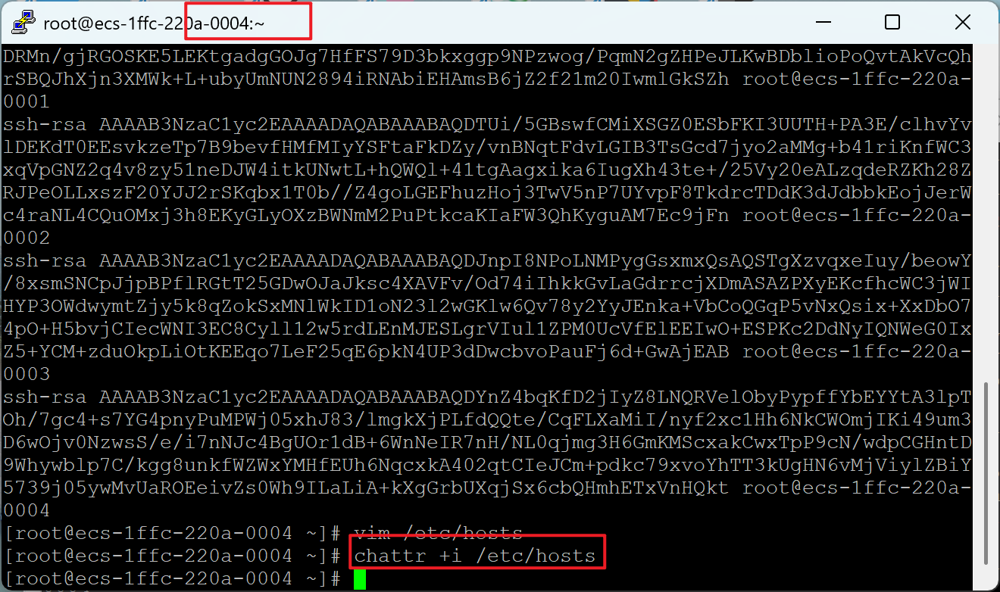 root@ecs-1ffc-220a-0004:~
DRMn/gjRGOSKE5LEKtgadgGOJg7HfFS79D3bkxggp9NPzwog/PqmN2gZHPeJLKwBDblioPoQvtAkVcQh
rSBQJhXjn3XMWk+L+ubyUmNUN2894iRNAbiEHAmsB6jZ2f21m20IwmlGkSZh root@ecs-1ffc-220a-
0001
ssh-rsa AAAAB3NzaC1yc2EAAAADAQABAAABAQDTUi/5GBswfCMiXSGZ0ESbFKI3UUTH+PA3E/clhvYv
lDEKdT0EEsvkzeTp7B9bevfHMfMIyYSFtaFkDZy/vnBNqtFdvLGIB3TsGcd7jyo2aMMg+b41riKnfWC3
xqVpGNZ2q4v8zy51neDJW4itkUNwtL+hQWQl+41tgAagxika6IugXh43te+/25Vy20eALzqdeRZKh28Z
RJPeOLLxszF20YJJ2rSKqbx1T0b//Z4goLGEFhuzHoj3TwV5nP7UYvpF8TkdrcTDdK3dJdbbkEojJerW
c4raNL4CQuOMxj3h8EKyGLyOXzBWNmM2PuPtkcaKIaFW3QhKyguAM7Ec9jFn root@ecs-1ffc-220a-
0002
ssh-rsa AAAAB3NzaC1yc2EAAAADAQABAAABAQDJnpI8NPoLNMPygGsxmxQsAQSTgXzvqxeIuy/beowY
/8xsmSNCpJjpBPflRGtT25GDwOJaJksc4XAVFv/Od74iIhkkGvLaGdrrcjXDmASAZPXyEKcfhcWC3jWI
HYP3OWdwymtZjy5k8qZokSxMNlWkID1oN23l2wGKlw6Qv78y2YyJEnka+VbCoQGqP5vNxQsix+XxDbO7
4pO+H5bvjCIecWNI3EC8Cyll12w5rdLEnMJESLgrVIul1ZPM0UcVfElEEIwO+ESPKc2DdNyIQNWeG0Ix
Z5+YCM+zduOkpLiOtKEEqo7LeF25qE6pkN4UP3dDwcbvoPauFj6d+GwAjEAB root@ecs-1ffc-220a-
0003
ssh-rsa AAAAB3NzaC1yc2EAAAADAQABAAABAQDYnZ4bqKfD2jIyZ8LNQRVelObyPypffYbEYYtA3lpT
Oh/7gc4+s7YG4pnyPuMPWj05xhJ83/lmgkXjPLfdQQte/CqFLXaMiI/nyf2xc1Hh6NkCWOmjIKi49um3
D6wOjv0NzwsS/e/i7nNJc4BgUOr1dB+6WnNeIR7nH/NL0qjmg3H6GmKMScxakCwxTpP9cN/wdpCGHntD
9Whywblp7C/kgg8unkfWZWxYMHfEUh6NqcxkA402qtCIeJCm+pdkc79xvoYhTT3kUgHN6vMjViylZBiY
5739j05ywMvUaROEeivZs0Wh9ILaLiA+kXgGrbUXqjSx6cbQHmhETxVnHQkt root@ecs-1ffc-220a-
0004
[root@ecs-1ffc-220a-0004 ~]# vim /etc/hosts
[root@ecs-1ffc-220a-0004 ~]# chattr +i /etc/hosts
[root@ecs-1ffc-220a-0004 ~]#